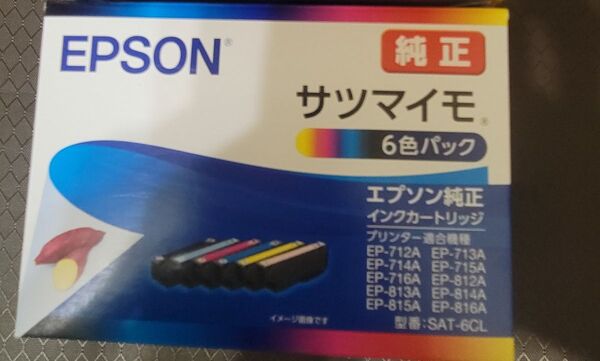 EPSON®
純正
サツマイモ®
6色パック
エプソン純正
インクカートリッジ
プリンター適合機種
EP-712A EP-713A
EP-714A EP-715A
EP-716A EP-812A
EP-813A EP-814A
EP-815A EP-816A
イメージ画像です
型番:SAT-6CL